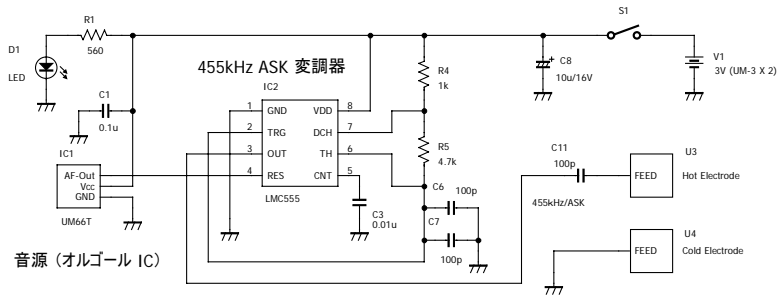 S1
R1
560
D1
LED
455kHz ASK 変調器
IC2
1 GND VDD 8
2 TRG DCH 7
3 OUT TH 6
4 RES CNT 5
LMC555
R4
1k
R5
4.7k
C8
10u/16V
+
V1
3V (UM-3 X 2)
C1
0.1u
IC1
AF-Out
Vcc
GND
UM66T
C3
0.01u
C6
100p
C7
100p
C11
100p
455kHz/ASK
U3
FEED
Hot Electrode
U4
FEED
Cold Electrode
音源 (オルゴール IC)